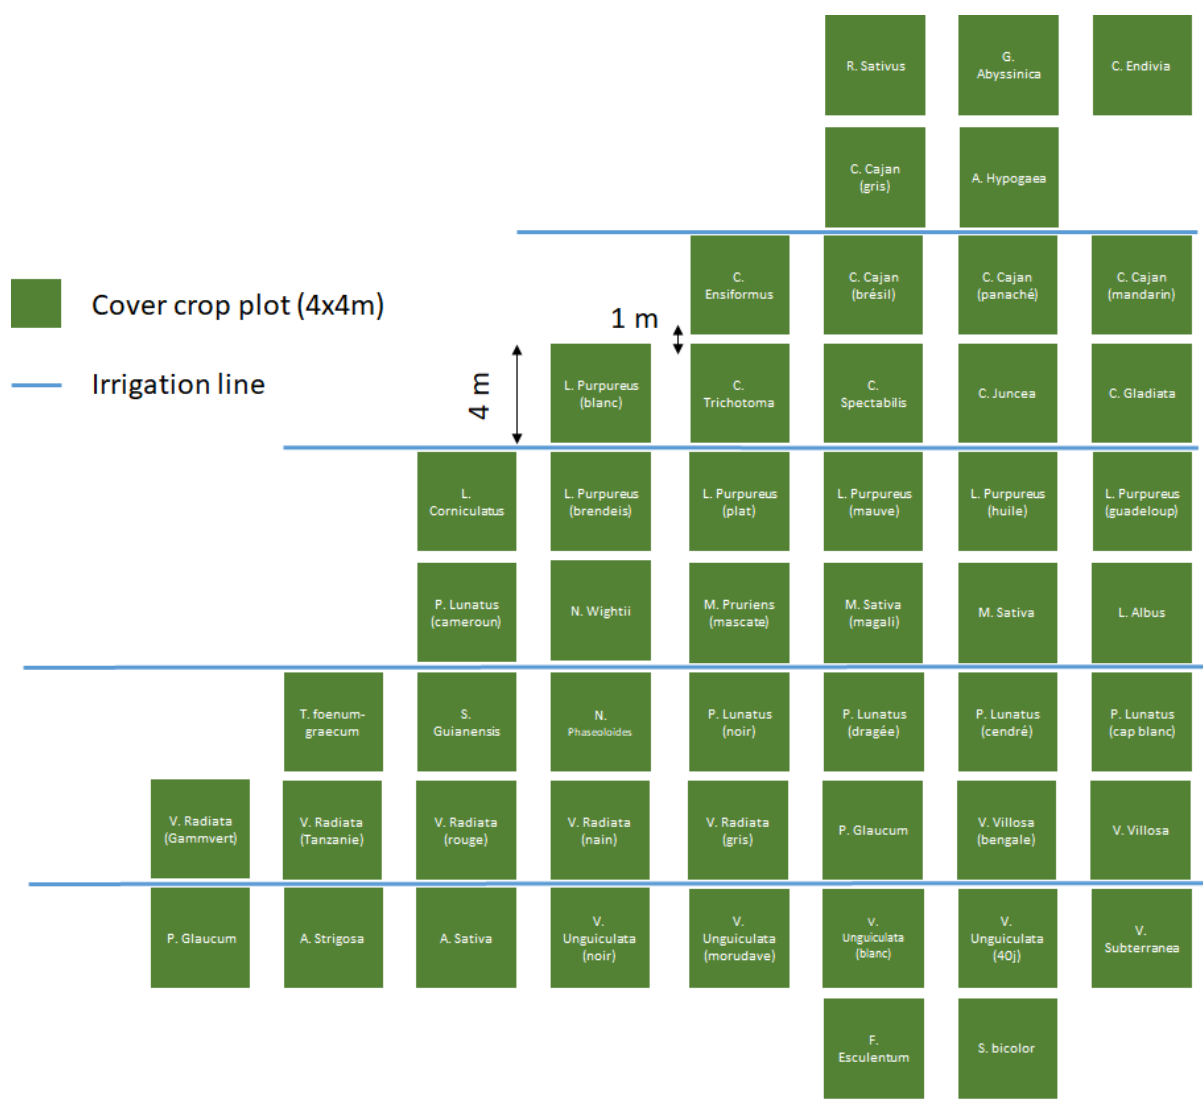 R. Sativus
G.
Abyssinica
C. Endivia
C. Cajan
(gris)
A. Hypogaea
C.
Ensiformus
C. Cajan
(brésil)
C. Cajan
(panaché)
C. Cajan
(mandarin)
Cover crop plot (4x4m)
1 m
Irrigation line
4 m
L. Purpureus
(blanc)
C.
Trichotoma
C.
Spectabilis
C. Juncea
C. Gladiata
L.
Corniculatus
L. Purpureus
(brendeis)
L. Purpureus
(plat)
L. Purpureus
(mauve)
L. Purpureus
(huile)
L. Purpureus
(guadeloup)
P. Lunatus
(cameroun)
N. Wightii
M. Pruriens
(mascate)
M. Sativa
(magali)
M. Sativa
L. Albus
T. foenum-
graecum
S.
Guianensis
N.
Phaseoloides
P. Lunatus
(noir)
P. Lunatus
(dragée)
P. Lunatus
(cendré)
P. Lunatus
(cap blanc)
V. Radiata
(Gammvert)
V. Radiata
(Tanzanie)
V. Radiata
(rouge)
V. Radiata
(nain)
V. Radiata
(gris)
P. Glaucum
V. Villosa
(bengale)
V. Villosa
P. Glaucum
A. Strigosa
A. Sativa
V.
Unguiculata
(noir)
V.
Unguiculata
(morudave)
V.
Unguiculata
(blanc)
V.
Unguiculata
(40j)
V.
Subterranea
F.
Esculentum
S. bicolor